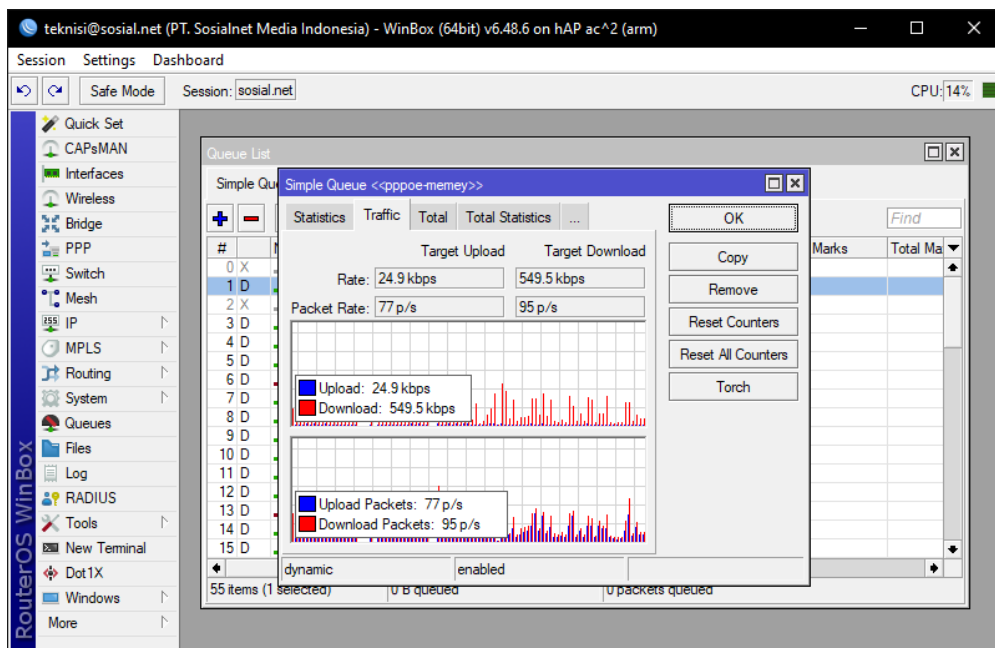 teknisi@sosial.net (PT. Sosialnet Media Indonesia) - WinBox (64bit) v6.48.6 on hAP ac^2 (arm)
Session Settings Dashboard
Safe Mode Session: sosial.net CPU: 14%
Quick Set
CAPsMAN
Interfaces
Wireless
Bridge
PPP
Switch
Mesh
IP
MPLS
Routing
System
Queues
Files
Log
RADIUS
Tools
New Terminal
Dot1X
Windows
More
RouterOS WinBox
Queue List
Simple Qu
Find
# Marks Total Ma
0 X
1 D
2 X
3 D
4 D
5 D
6 D
7 D
8 D
9 D
10 D
11 D
12 D
13 D
14 D
15 D
55 items (1 selected) 0 B queued 0 packets queued
Simple Queue <<pppoe-memey>>
Statistics Traffic Total Total Statistics ...
Target Upload Target Download
Rate: 24.9 kbps 549.5 kbps
Packet Rate: 77 p/s 95 p/s
Upload: 24.9 kbps
Download: 549.5 kbps
Upload Packets: 77 p/s
Download Packets: 95 p/s
dynamic enabled
OK
Copy
Remove
Reset Counters
Reset All Counters
Torch